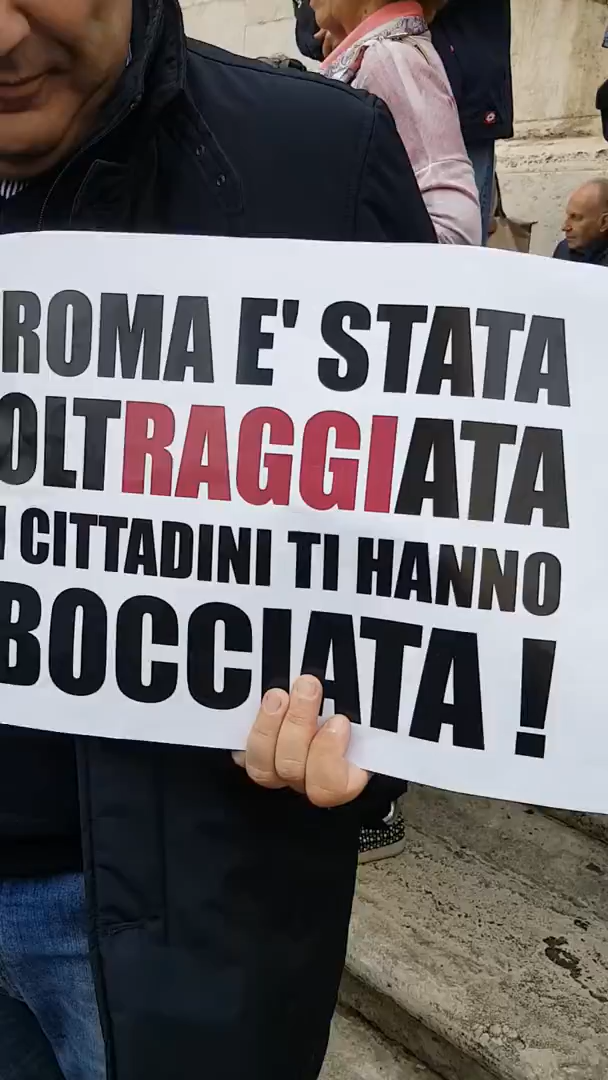 ROMA E' STATA
OLTRAGGIATA
I CITTADINI TI HANNO
BOCCIATA !